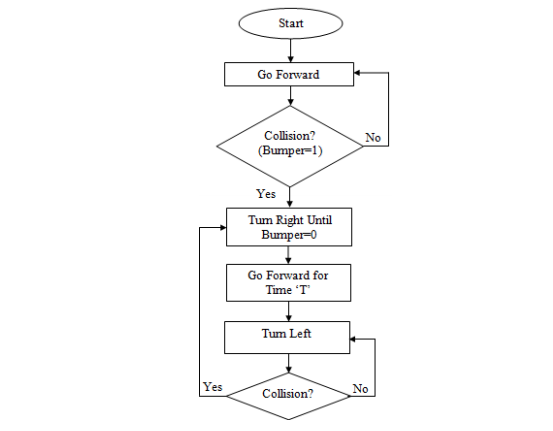 Start
Go Forward
Collision?
(Bumper=1)
No
Yes
Turn Right Until
Bumper=0
Go Forward for
Time ‘T’
Turn Left
Yes
Collision?
No